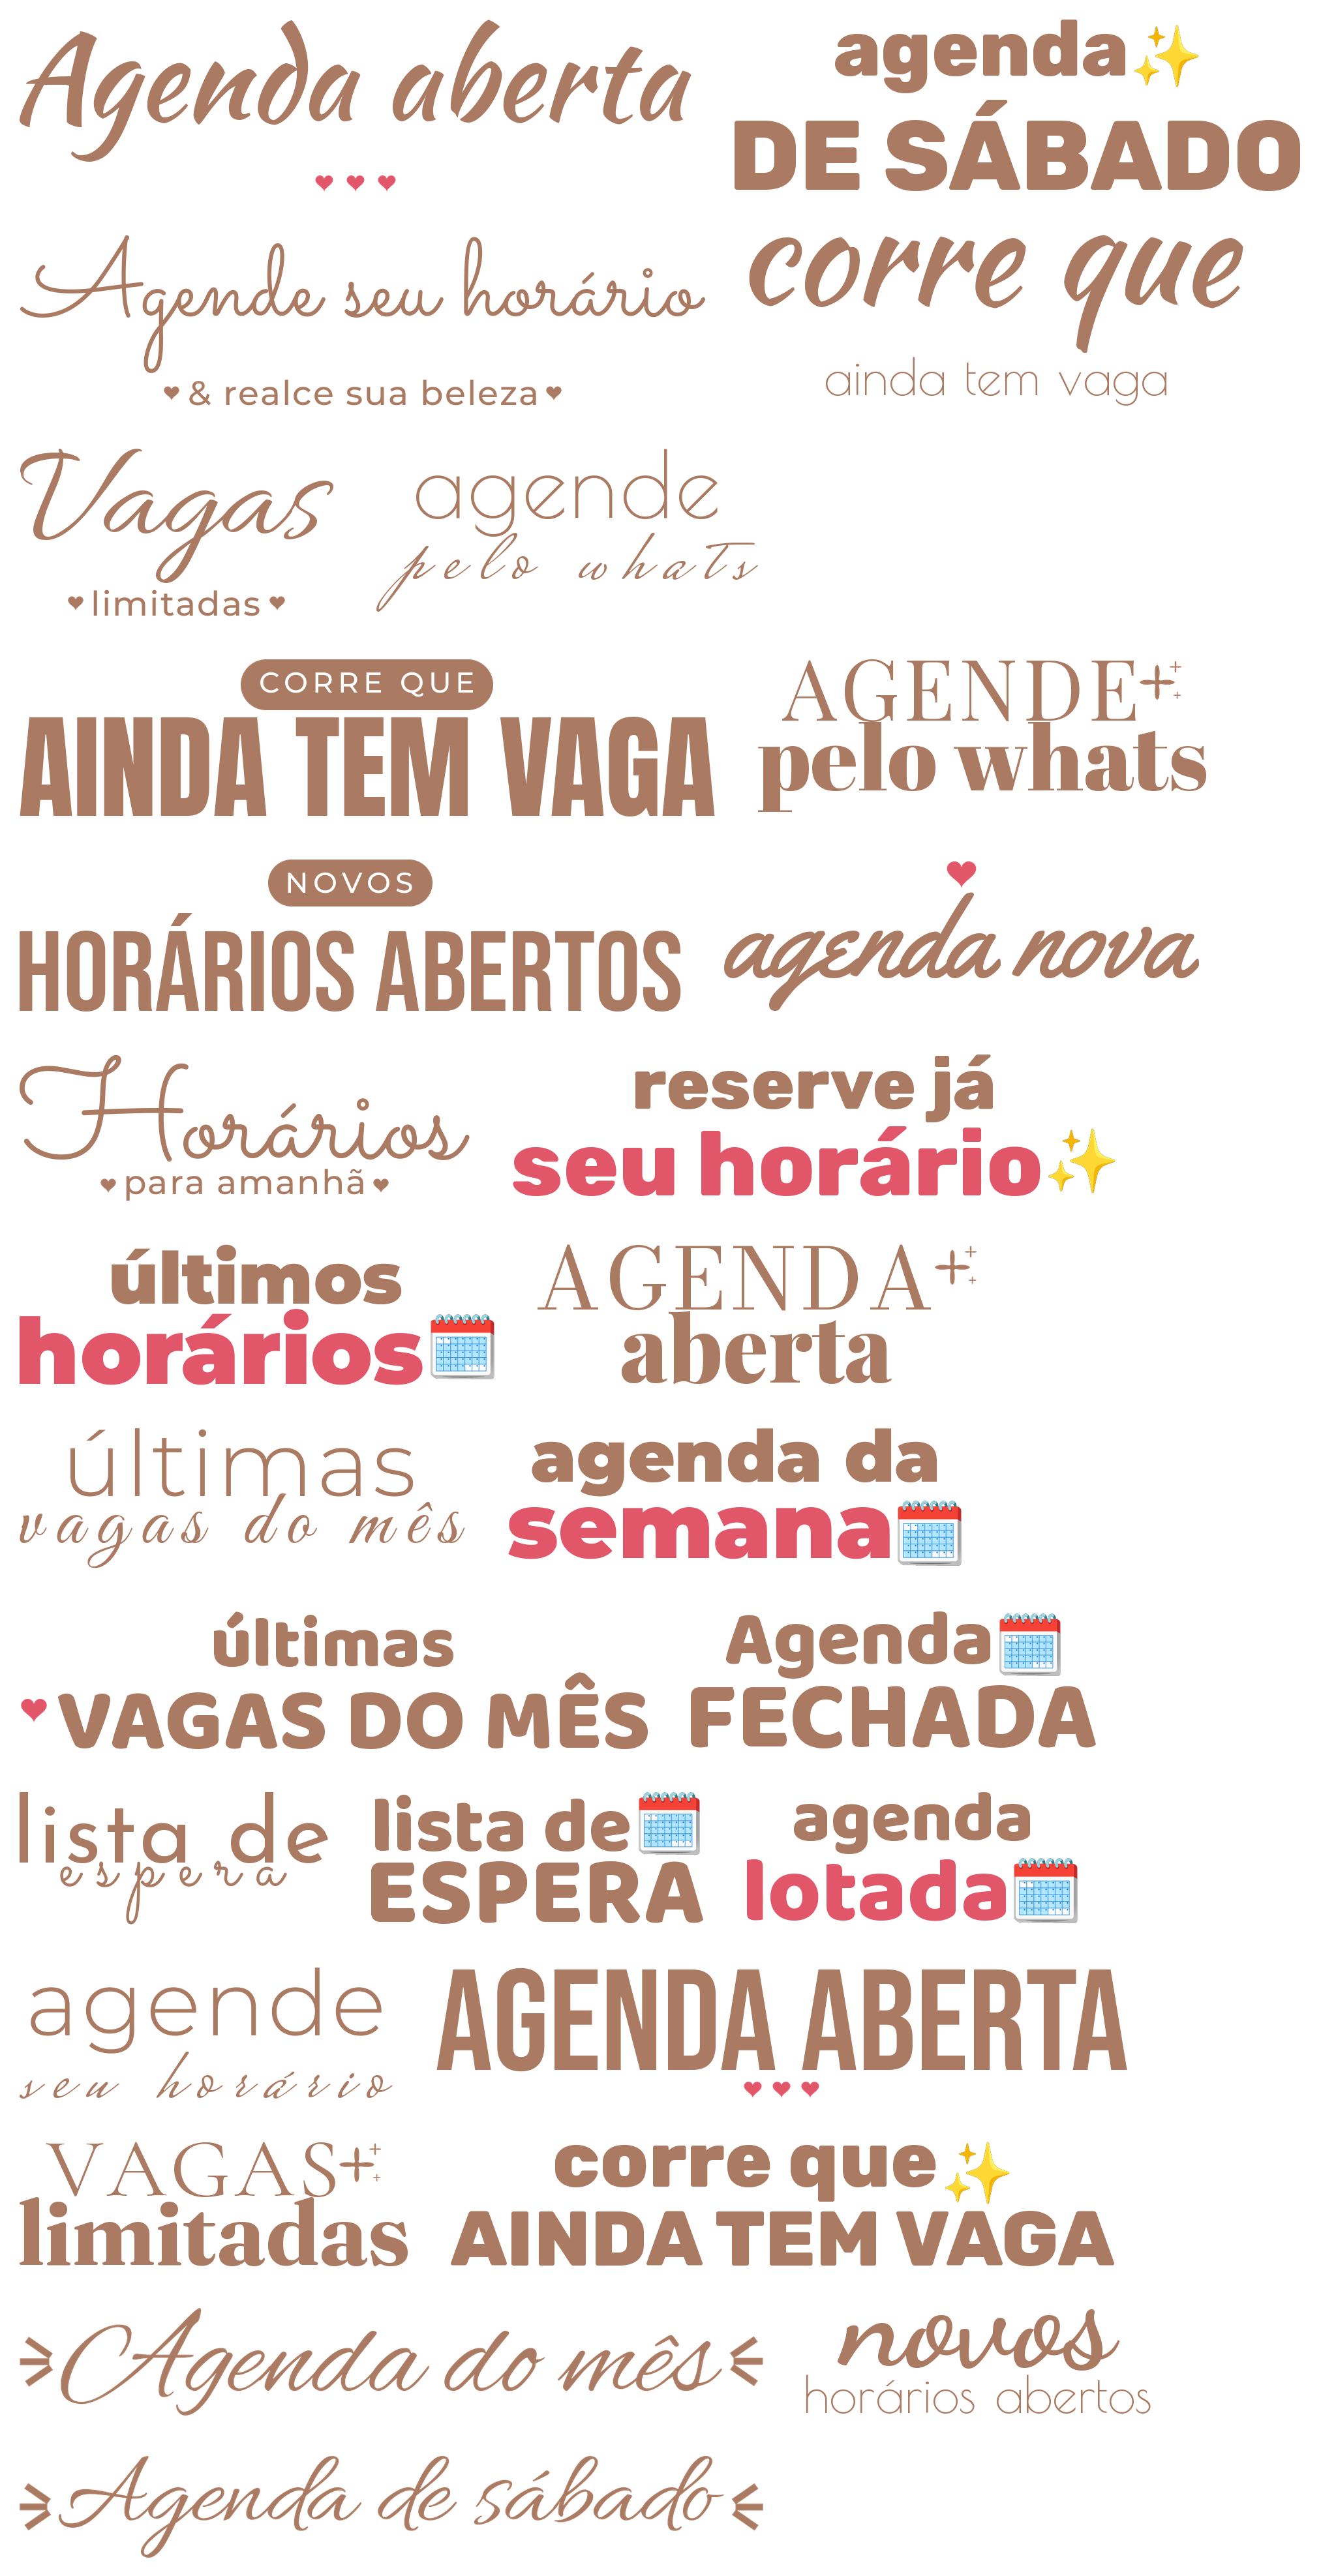 Agenda aberta
agenda
DE SÁBADO
corre que
ainda tem vaga
Agende seu horário
& realce sua beleza
Vagas
limitadas
agende
pelo whats
CORRE QUE
AINDA TEM VAGA
AGENDE
pelo whats
NOVOS
HORÁRIOS ABERTOS
agenda nova
Horários
para amanhã
reserve já
seu horário
últimos
horários
AGENDA
aberta
últimas
vagas do mês
agenda da
semana
últimas
VAGAS DO MÊS
Agenda
FECHADA
lista de
espera
lista de
ESPERA
agenda
lotada
agende
seu horário
AGENDA ABERTA
VAGAS
limitadas
corre que
AINDA TEM VAGA
Agenda do mês
novos
horários abertos
Agenda de sábado